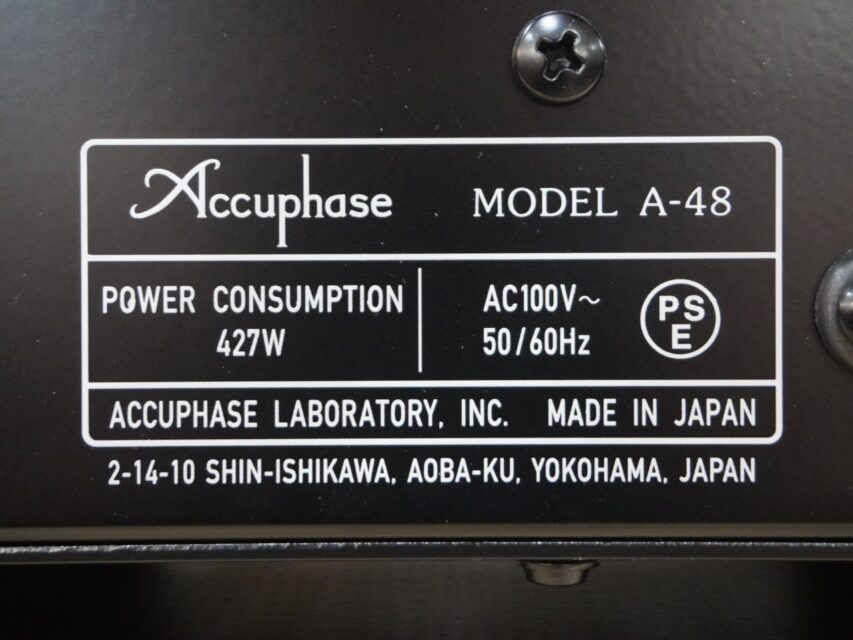 Accuphase MODEL A-48
POWER CONSUMPTION
427W
AC100V~
50/60Hz
PS
E
ACCUPHASE LABORATORY, INC. MADE IN JAPAN
2-14-10 SHIN-ISHIKAWA, AOBA-KU, YOKOHAMA, JAPAN